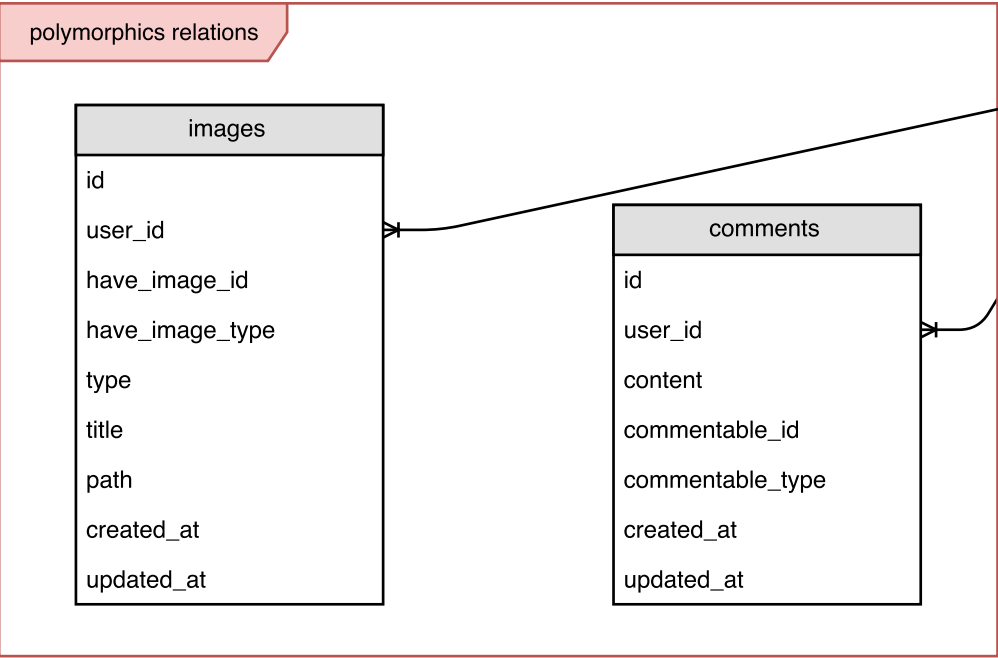 polymorphics relations
images
id
user_id
have_image_id
have_image_type
type
title
path
created_at
updated_at
comments
id
user_id
content
commentable_id
commentable_type
created_at
updated_at